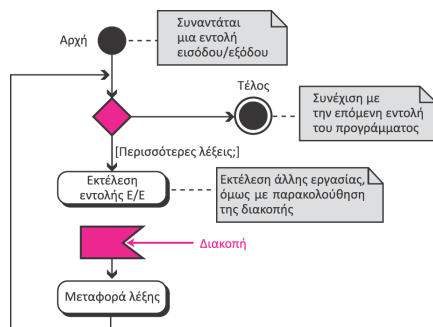 Αρχή
Συναντάται
μια εντολή
εισόδου/εξόδου
Τέλος
Συνέχιση με
την επόμενη εντολή
του προγράμματος
[Περισσότερες λέξεις;]
Εκτέλεση
εντολής Ε/Ε
Εκτέλεση άλλης εργασίας,
όμως με παρακολούθηση
της διακοπής
Διακοπή
Μεταφορά λέξης